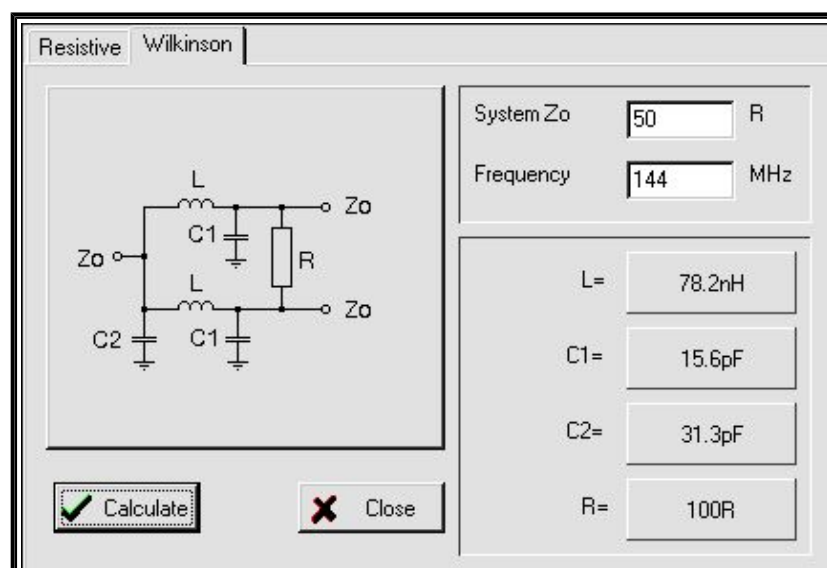 Resistive
Wilkinson
L
Zo
C1
R
Zo
L
Zo
C2
C1
System Zo 50 R
Frequency 144 MHz
L= 78.2nH
C1= 15.6pF
C2= 31.3pF
R= 100R
Calculate
Close